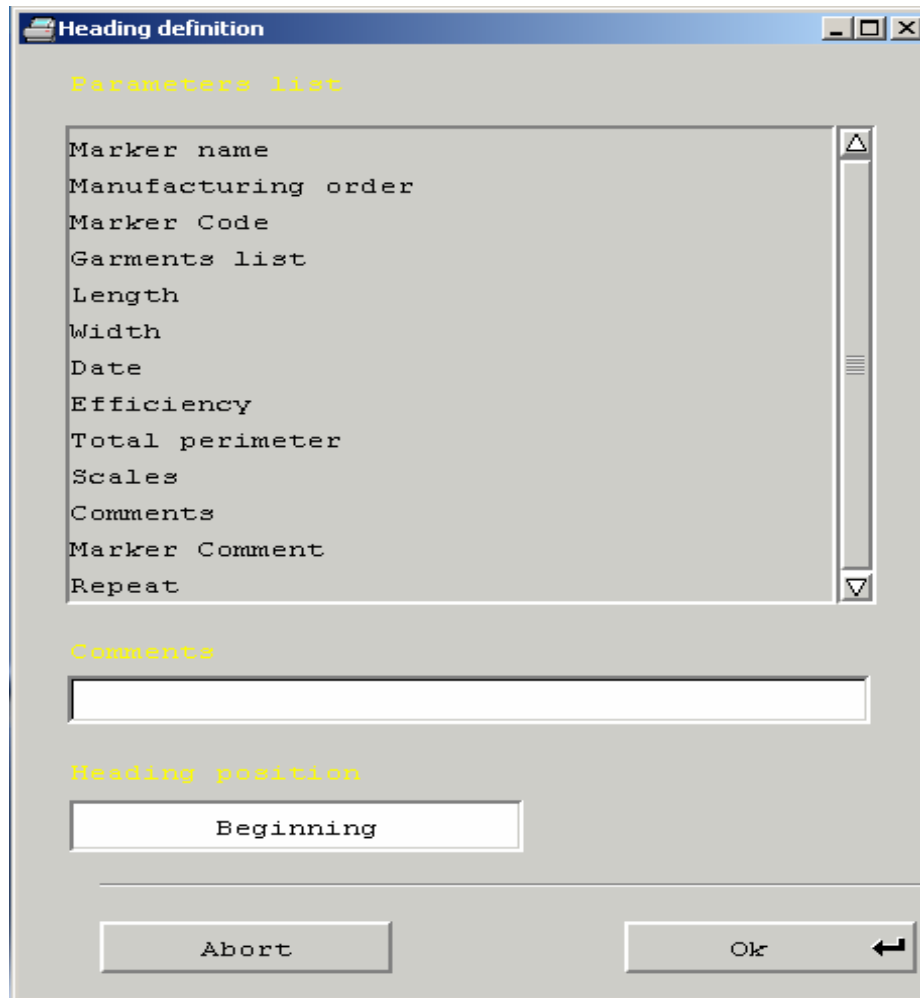 Heading definition
Parameters list
Marker name
Manufacturing order
Marker Code
Garments list
Length
Width
Date
Efficiency
Total perimeter
Scales
Comments
Marker Comment
Repeat
Comments
Heading position
Beginning
Abort
Ok